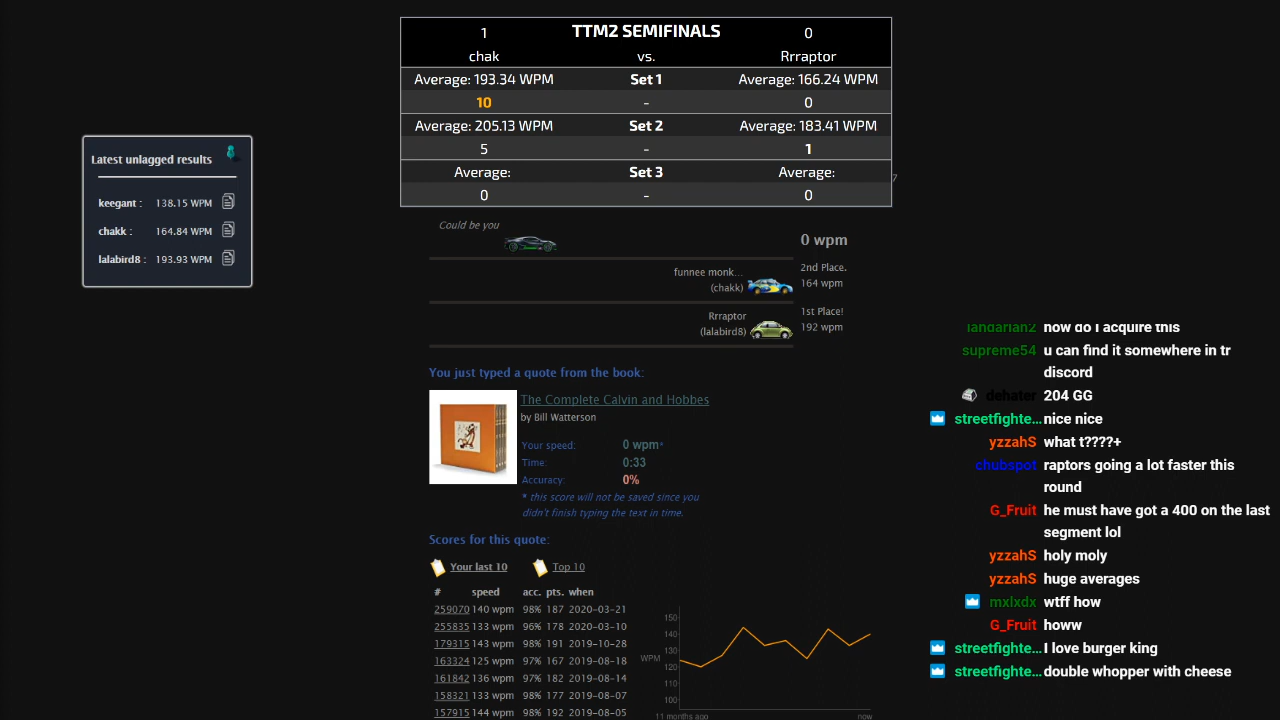 1 TTM2 SEMIFINALS 0
chak vs. Rrraptor
Average: 193.34 WPM Set 1 Average: 166.24 WPM
10 - 0
Average: 205.13 WPM Set 2 Average: 183.41 WPM
5 - 1
Average: Set 3 Average:
0 - 0
7
Latest unlagged results
keegant : 138.15 WPM
chakk : 164.84 WPM
lalabird8 : 193.93 WPM
Could be you
0 wpm
funnee monk...
(chakk)
2nd Place.
164 wpm
Rrraptor
(lalabird8)
1st Place!
192 wpm
You just typed a quote from the book:
The Complete Calvin and Hobbes
by Bill Watterson
Your speed: 0 wpm*
Time: 0:33
Accuracy: 0%
* this score will not be saved since you
didn't finish typing the text in time.
Scores for this quote:
Your last 10 Top 10
# speed acc. pts. when
259070 140 wpm 98% 187 2020-03-21
255835 133 wpm 96% 178 2020-03-10
179315 143 wpm 98% 191 2019-10-28
163324 125 wpm 97% 167 2019-08-18
161842 136 wpm 97% 182 2019-08-14
158321 133 wpm 98% 177 2019-08-07
157915 144 wpm 98% 192 2019-08-05
150
140
130
120
110
100
WPM
11 months ago now
landarian2 how do I acquire this
supreme54 u can find it somewhere in tr
discord
dehater 204 GG
streetfighte... nice nice
yzzahS what t????+
chubspot raptors going a lot faster this
round
G_Fruit he must have got a 400 on the last
segment lol
yzzahS holy moly
yzzahS huge averages
mxlxdx wtff how
G_Fruit howw
streetfighte... I love burger king
streetfighte... double whopper with cheese